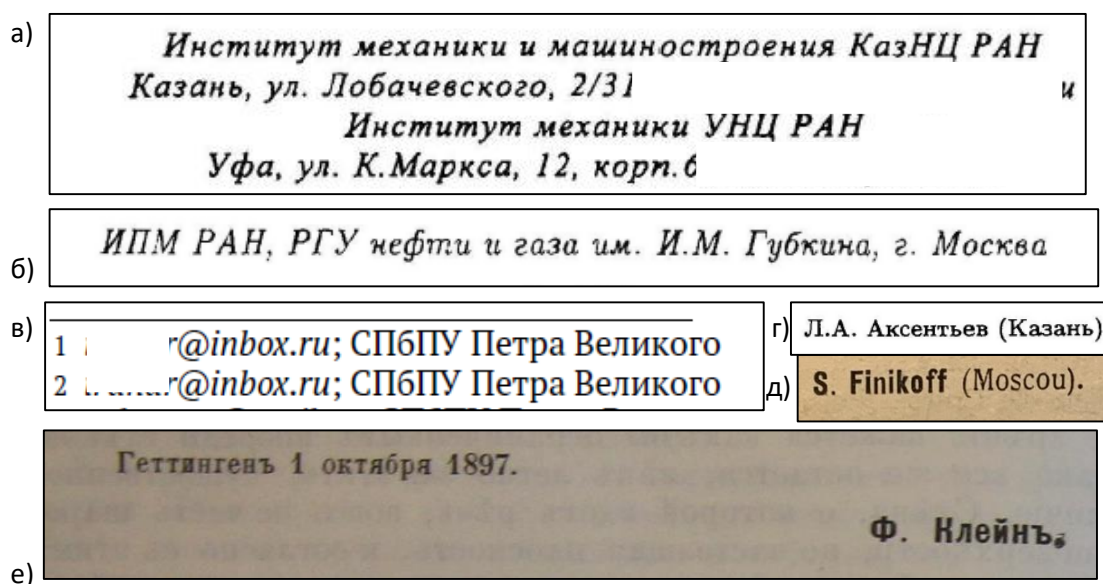 а)
Институт механики и машиностроения КазНЦ РАН
Казань, ул. Лобачевского, 2/31 и
Институт механики УНЦ РАН
Уфа, ул. К.Маркса, 12, корп.6
б)
ИПМ РАН, РГУ нефти и газа им. И.М. Губкина, г. Москва
в)
1 r@inbox.ru; СПбПУ Петра Великого
2 r@inbox.ru; СПбПУ Петра Великого
г) Л.А. Аксентьев (Казань)
д) S. Finikoff (Moscou).
е)
Геттингенъ 1 октября 1897.
Ф. Клейнъ.